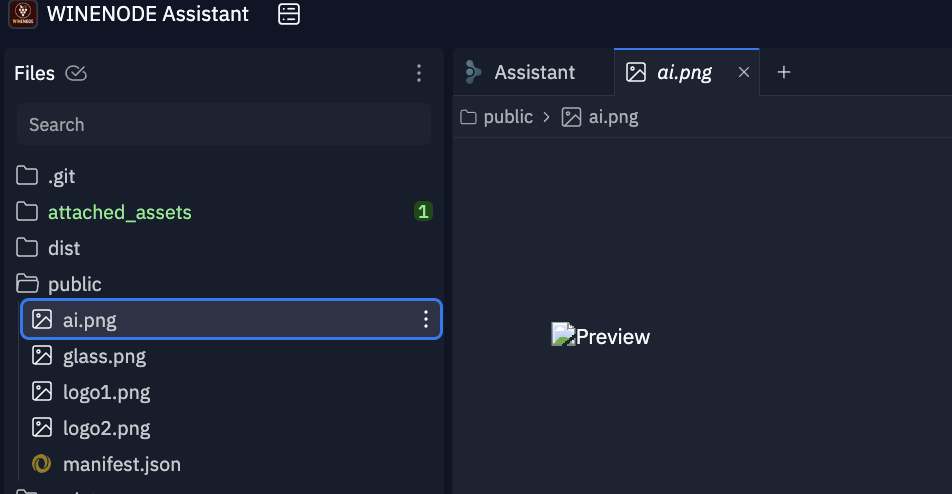 WINENODE
WINENODE Assistant
Files
Search
.git
attached_assets 1
dist
public
ai.png
glass.png
logo1.png
logo2.png
manifest.json
Assistant
ai.png
public > ai.png
Preview